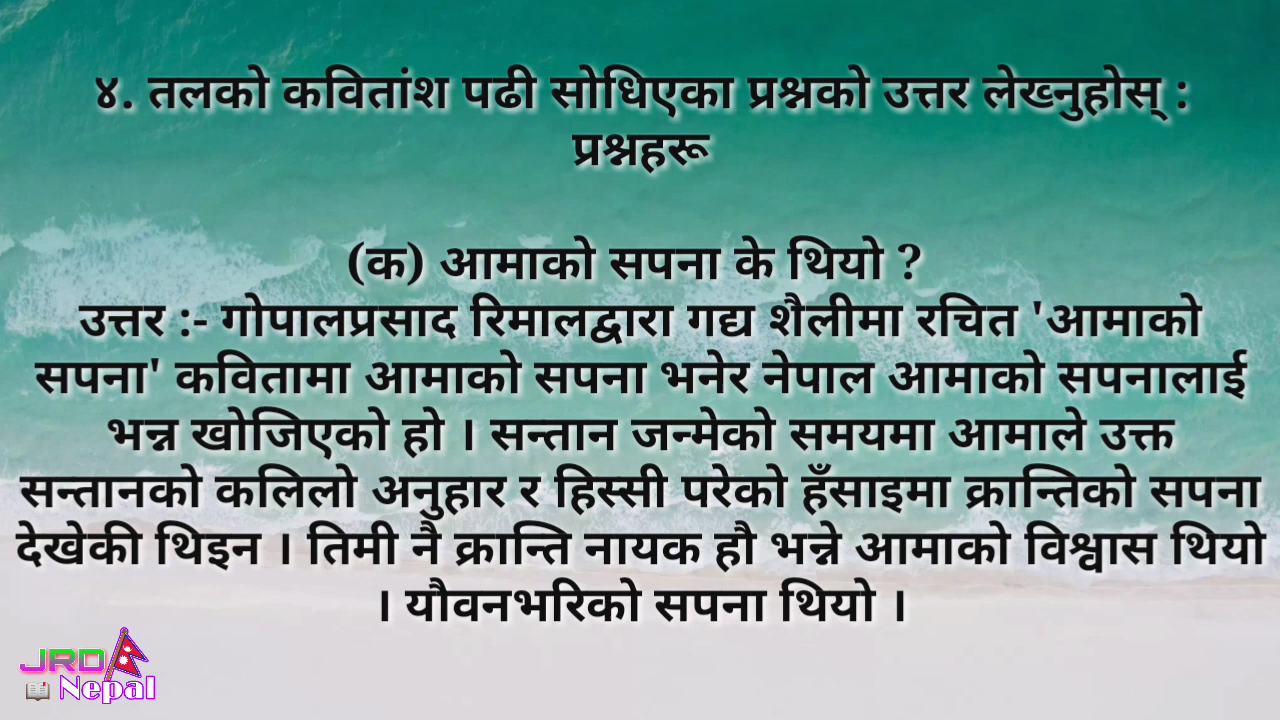 ४. तलको कवितांश पढी सोधिएका प्रश्नको उत्तर लेख्नुहोस् :
प्रश्नहरू
(क) आमाको सपना के थियो ?
उत्तर :- गोपालप्रसाद रिमालद्वारा गद्य शैलीमा रचित 'आमाको
सपना' कवितामा आमाको सपना भनेर नेपाल आमाको सपनालाई
भन्न खोजिएको हो । सन्तान जन्मेको समयमा आमाले उक्त
सन्तानको कलिलो अनुहार र हिस्सी परेको हँसाइमा क्रान्तिको सपना
देखेकी थिइन । तिमी नै क्रान्ति नायक हौ भन्ने आमाको विश्वास थियो
। यौवनभरिको सपना थियो ।
JRD
Nepal